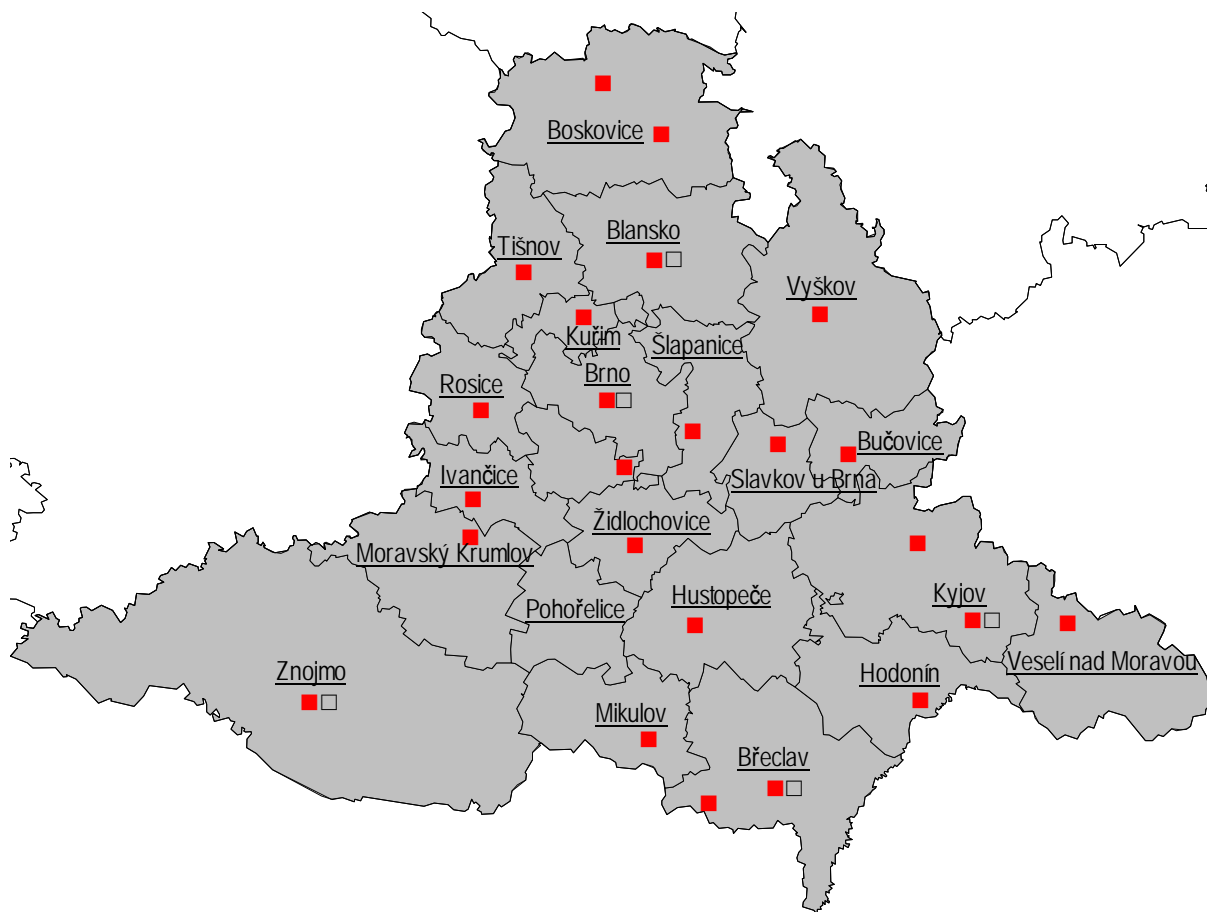 Boskovice
Blansko
Tišnov
Vyškov
Kuřim
Šlapanice
Brno
Rosice
Bučovice
Ivančice
Slavkov u Brna
Židlochovice
Moravský Krumlov
Hustopeče
Kyjov
Pohořelice
Veselí nad Moravou
Znojmo
Hodonín
Mikulov
Břeclav